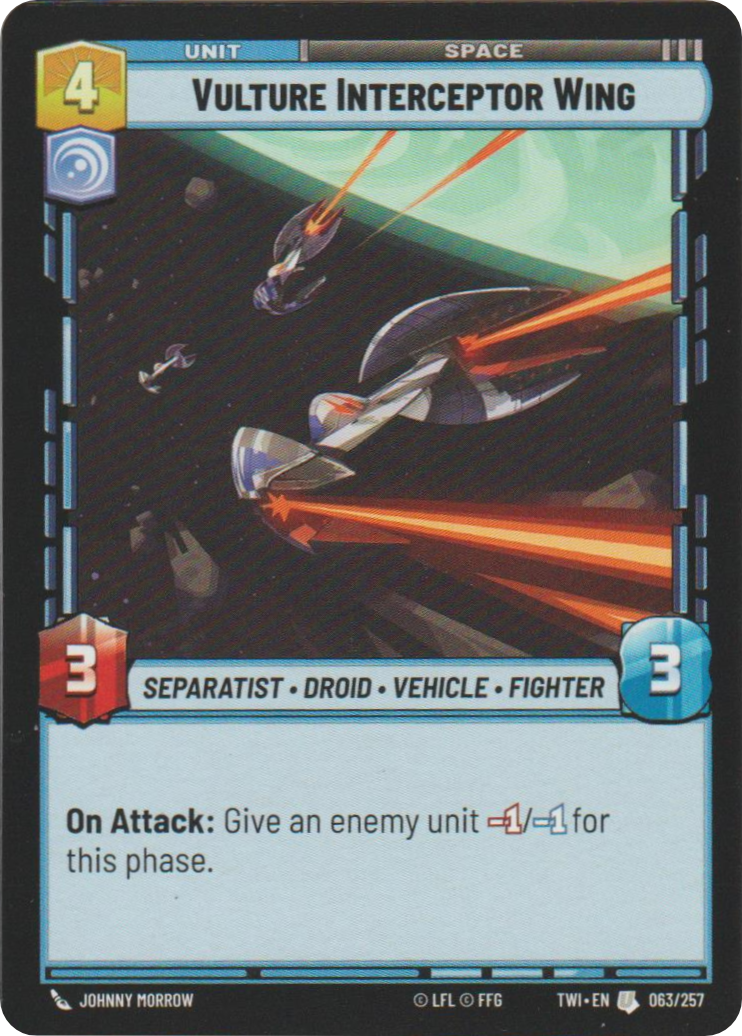 UNIT SPACE
4 VULTURE INTERCEPTOR WING
3 SEPARATIST • DROID • VEHICLE • FIGHTER 3
On Attack: Give an enemy unit -1/-1 for
this phase.
JOHNNY MORROW © LFL © FFG TWI • EN U 063/257